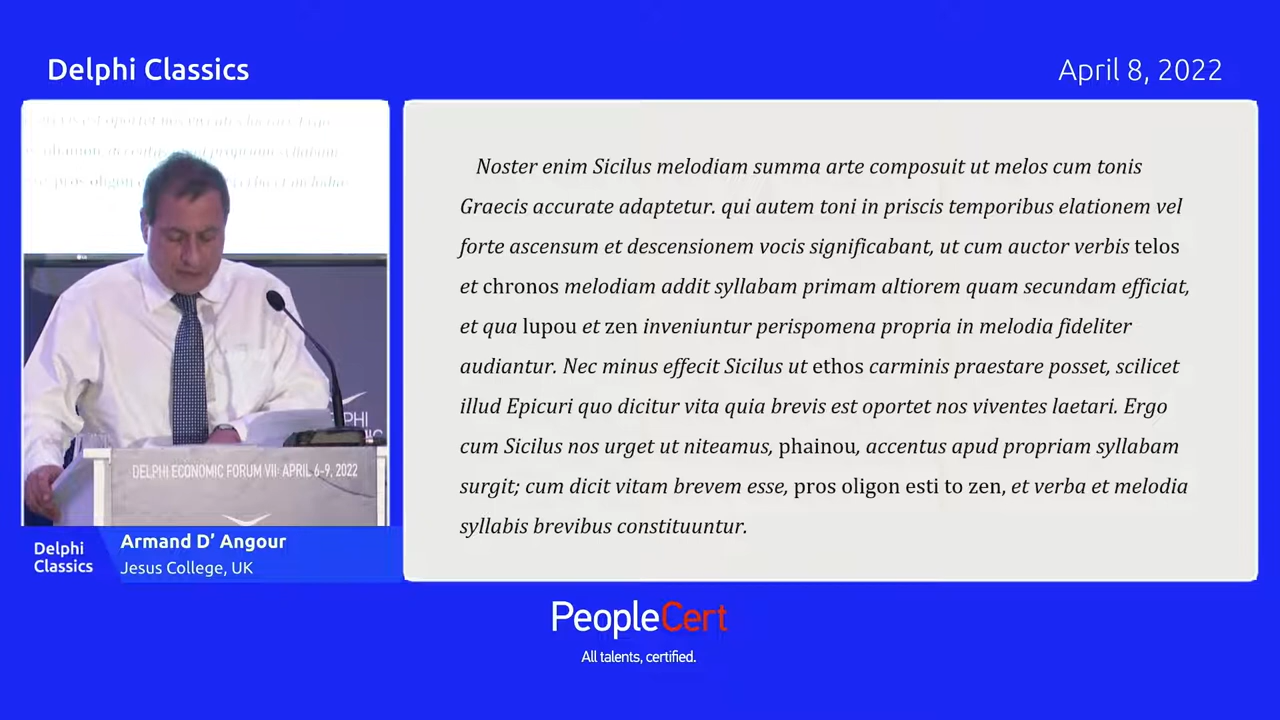 Delphi Classics
April 8, 2022
Noster enim Sicilus melodiam summa arte composuit ut melos cum tonis
Graecis accurate adaptetur. qui autem toni in priscis temporibus elationem vel
forte ascensum et descensionem vocis significabant, ut cum auctor verbis telos
et chronos melodiam addit syllabam primam altiorem quam secundam efficiat,
et qua lupou et zen inveniuntur perispomena propria in melodia fideliter
audiantur. Nec minus effecit Sicilus ut ethos carminis praestare posset, scilicet
illud Epicuri quo dicitur vita quia brevis est oportet nos viventes laetari. Ergo
cum Sicilus nos urget ut niteamus, phainou, accentus apud propriam syllabam
surgit; cum dicit vitam brevem esse, pros oligon esti to zen, et verba et melodia
syllabis brevibus constituuntur.
DELPHI ECONOMIC FORUM VII: APRIL 6-9, 2022
Delphi
Classics
Armand D' Angour
Jesus College, UK
PeopleCert
All talents, certified.